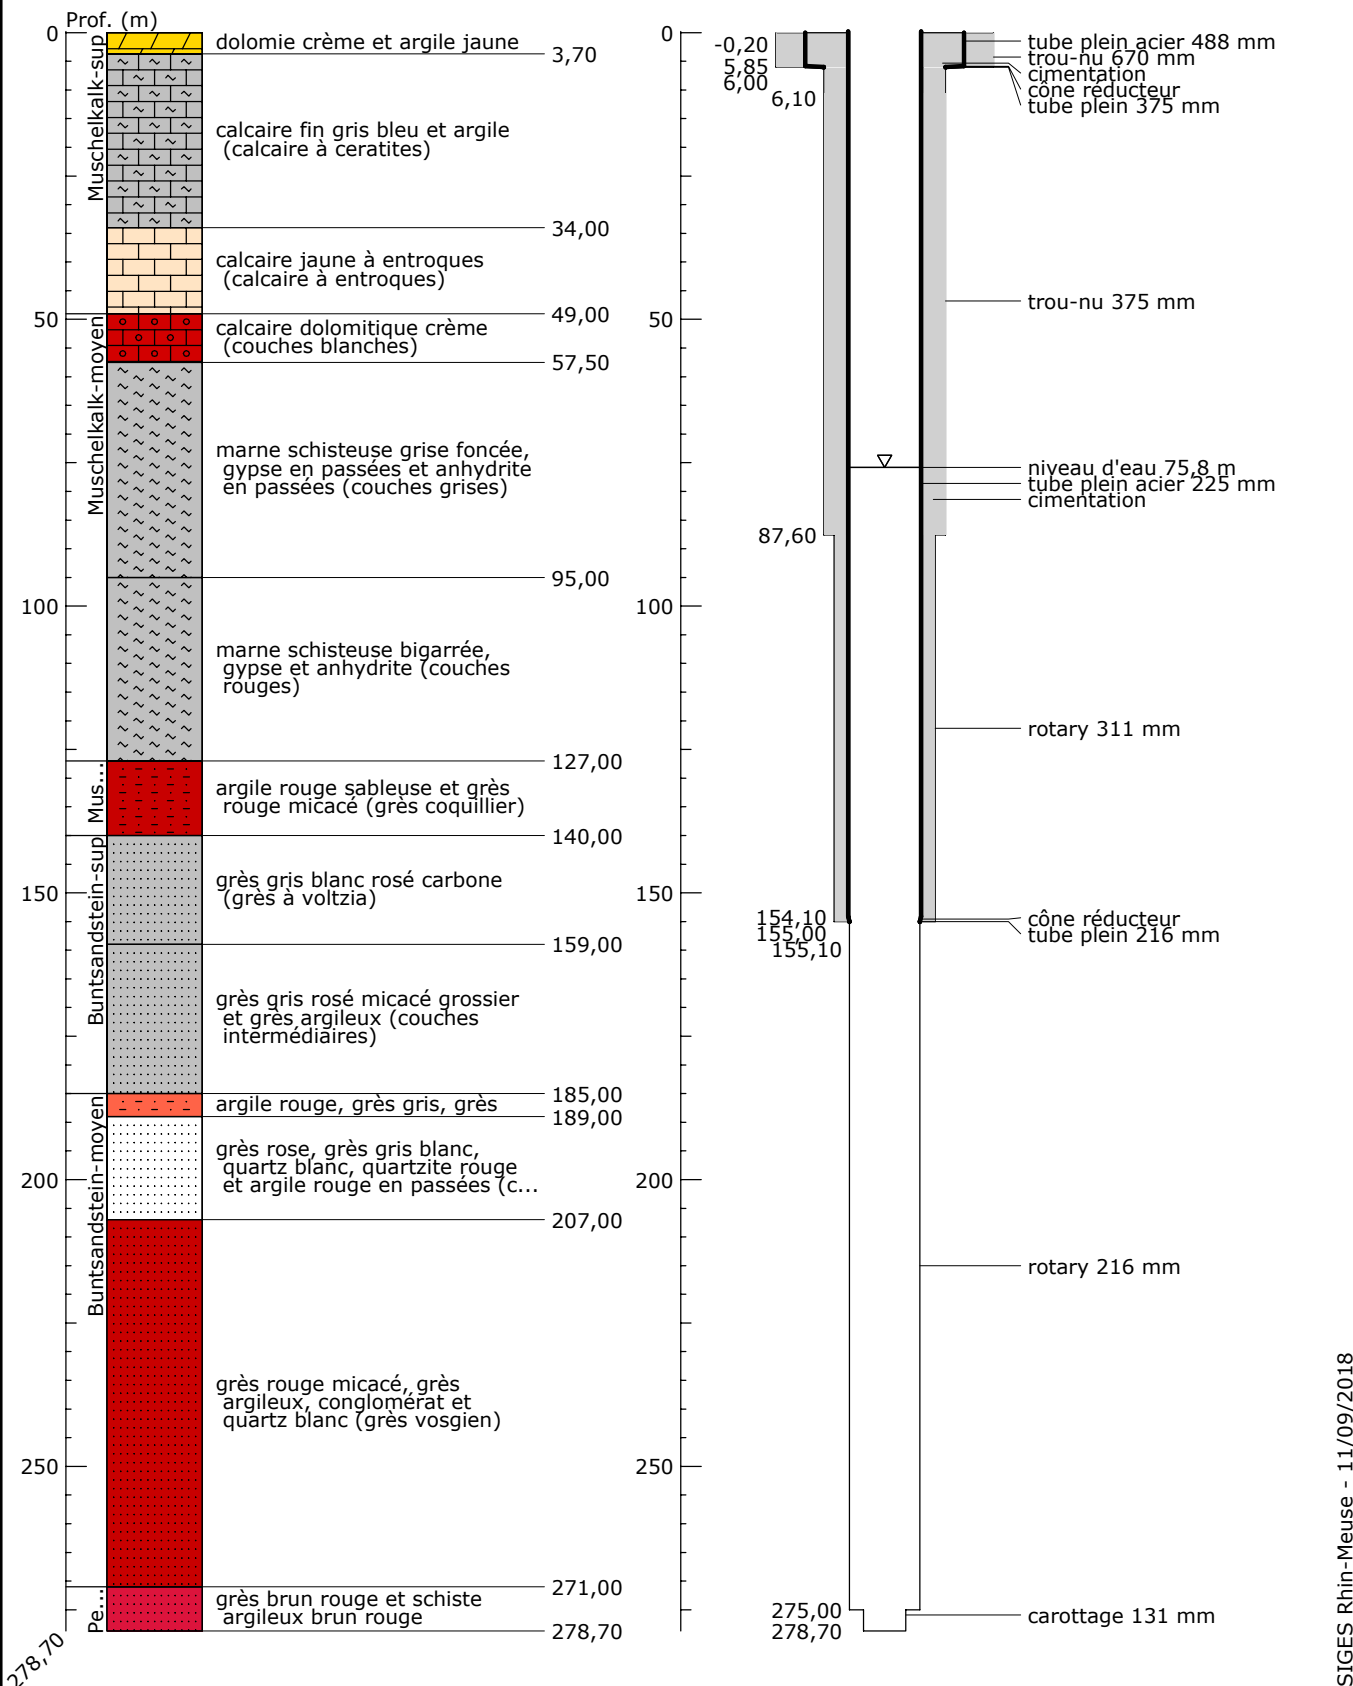 Prof. (m)
0
50
100
150
200
250
278,70
Muschelkalk-sup
Muschelkalk-moyen
Mus...
Buntsandstein-sup
Buntsandstein-moyen
Pe...
dolomie crème et argile jaune
3,70
calcaire fin gris bleu et argile
(calcaire à ceratites)
34,00
calcaire jaune à entroques
(calcaire à entroques)
49,00
calcaire dolomitique crème
(couches blanches)
57,50
marne schisteuse grise foncée,
gypse en passées et anhydrite
en passées (couches grises)
95,00
marne schisteuse bigarrée,
gypse et anhydrite (couches
rouges)
127,00
argile rouge sableuse et grès
rouge micacé (grès coquillier)
140,00
grès gris blanc rosé carbone
(grès à voltzia)
159,00
grès gris rosé micacé grossier
et grès argileux (couches
intermédiaires)
185,00
argile rouge, grès gris, grès
189,00
grès rose, grès gris blanc,
quartz blanc, quartzite rouge
et argile rouge en passées (c...
207,00
grès rouge micacé, grès
argileux, conglomérat et
quartz blanc (grès vosgien)
271,00
grès brun rouge et schiste
argileux brun rouge
278,70
0
50
100
150
200
250
-0,20
5,85
6,00
6,10
87,60
154,10
155,00
155,10
275,00
278,70
tube plein acier 488 mm
trou-nu 670 mm
cimentation
cône réducteur
tube plein 375 mm
trou-nu 375 mm
niveau d'eau 75,8 m
tube plein acier 225 mm
cimentation
rotary 311 mm
cône réducteur
tube plein 216 mm
rotary 216 mm
carottage 131 mm
SIGES Rhin-Meuse - 11/09/2018